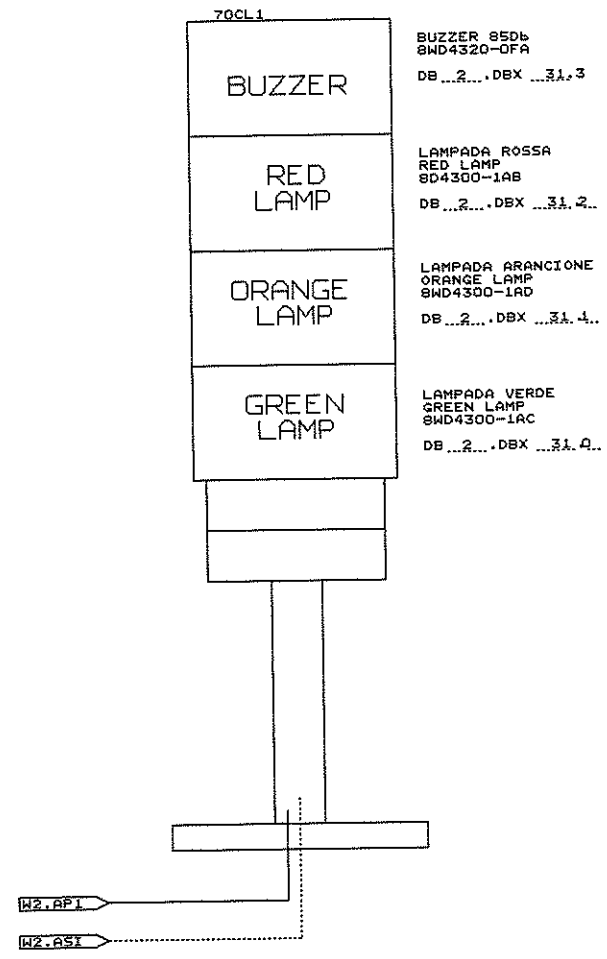 70CL1
BUZZER
BUZZER 85Db
8WD4320-0FA
DB 2 .DBX 31.3
RED
LAMP
LAMPADA ROSSA
RED LAMP
8D4300-1AB
DB 2 .DBX 31.2
ORANGE
LAMP
LAMPADA ARANCIONE
ORANGE LAMP
8WD4300-1AD
DB 2 .DBX 31.1
GREEN
LAMP
LAMPADA VERDE
GREEN LAMP
8WD4300-1AC
DB 2 .DBX 31.0
W2.AP1
W2.ASI